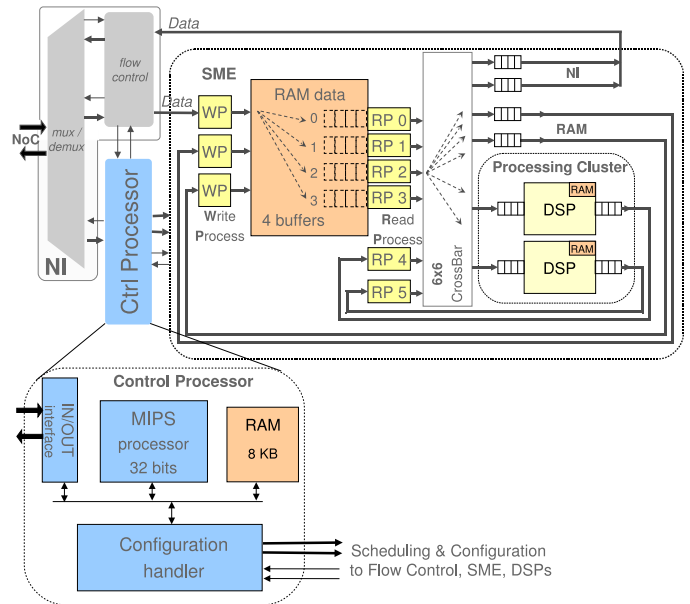 Data
flow
control
SME
NI
Data
RAM data
WP
0
RP 0
NoC
mux /
demux
RAM
WP
1
RP 1
Processing Cluster
2
RP 2
RAM
WP
3
RP 3
DSP
Write
Process
4 buffers
Read
Process
RAM
DSP
Ctrl Processor
RP 4
6x6
CrossBar
NI
RP 5
Control Processor
IN/OUT
interface
MIPS
processor
32 bits
RAM
8 KB
Configuration
handler
Scheduling & Configuration
to Flow Control, SME, DSPs